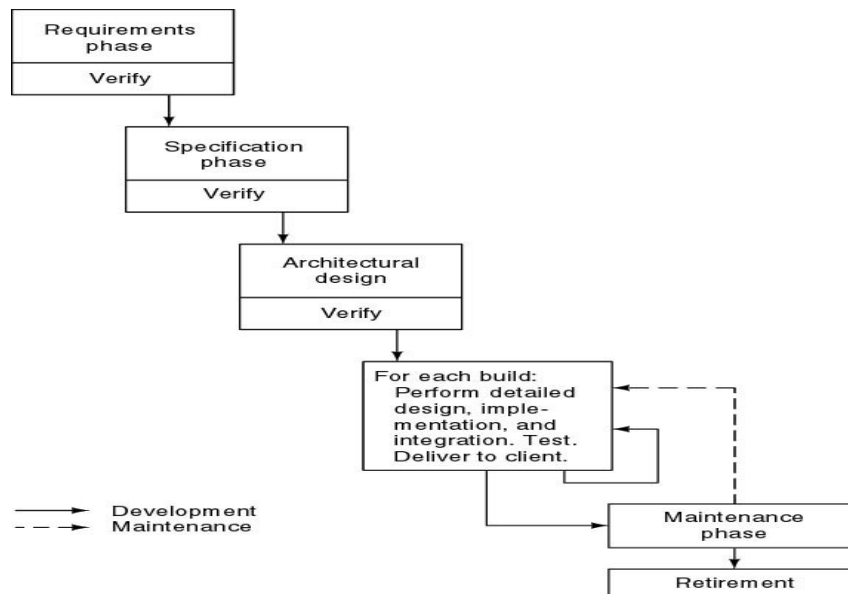 Requirements
phase
Verify
Specification
phase
Verify
Architectural
design
Verify
For each build:
Perform detailed
design, imple-
mentation, and
integration. Test.
Deliver to client.
Development
Maintenance
Maintenance
phase
Retirement